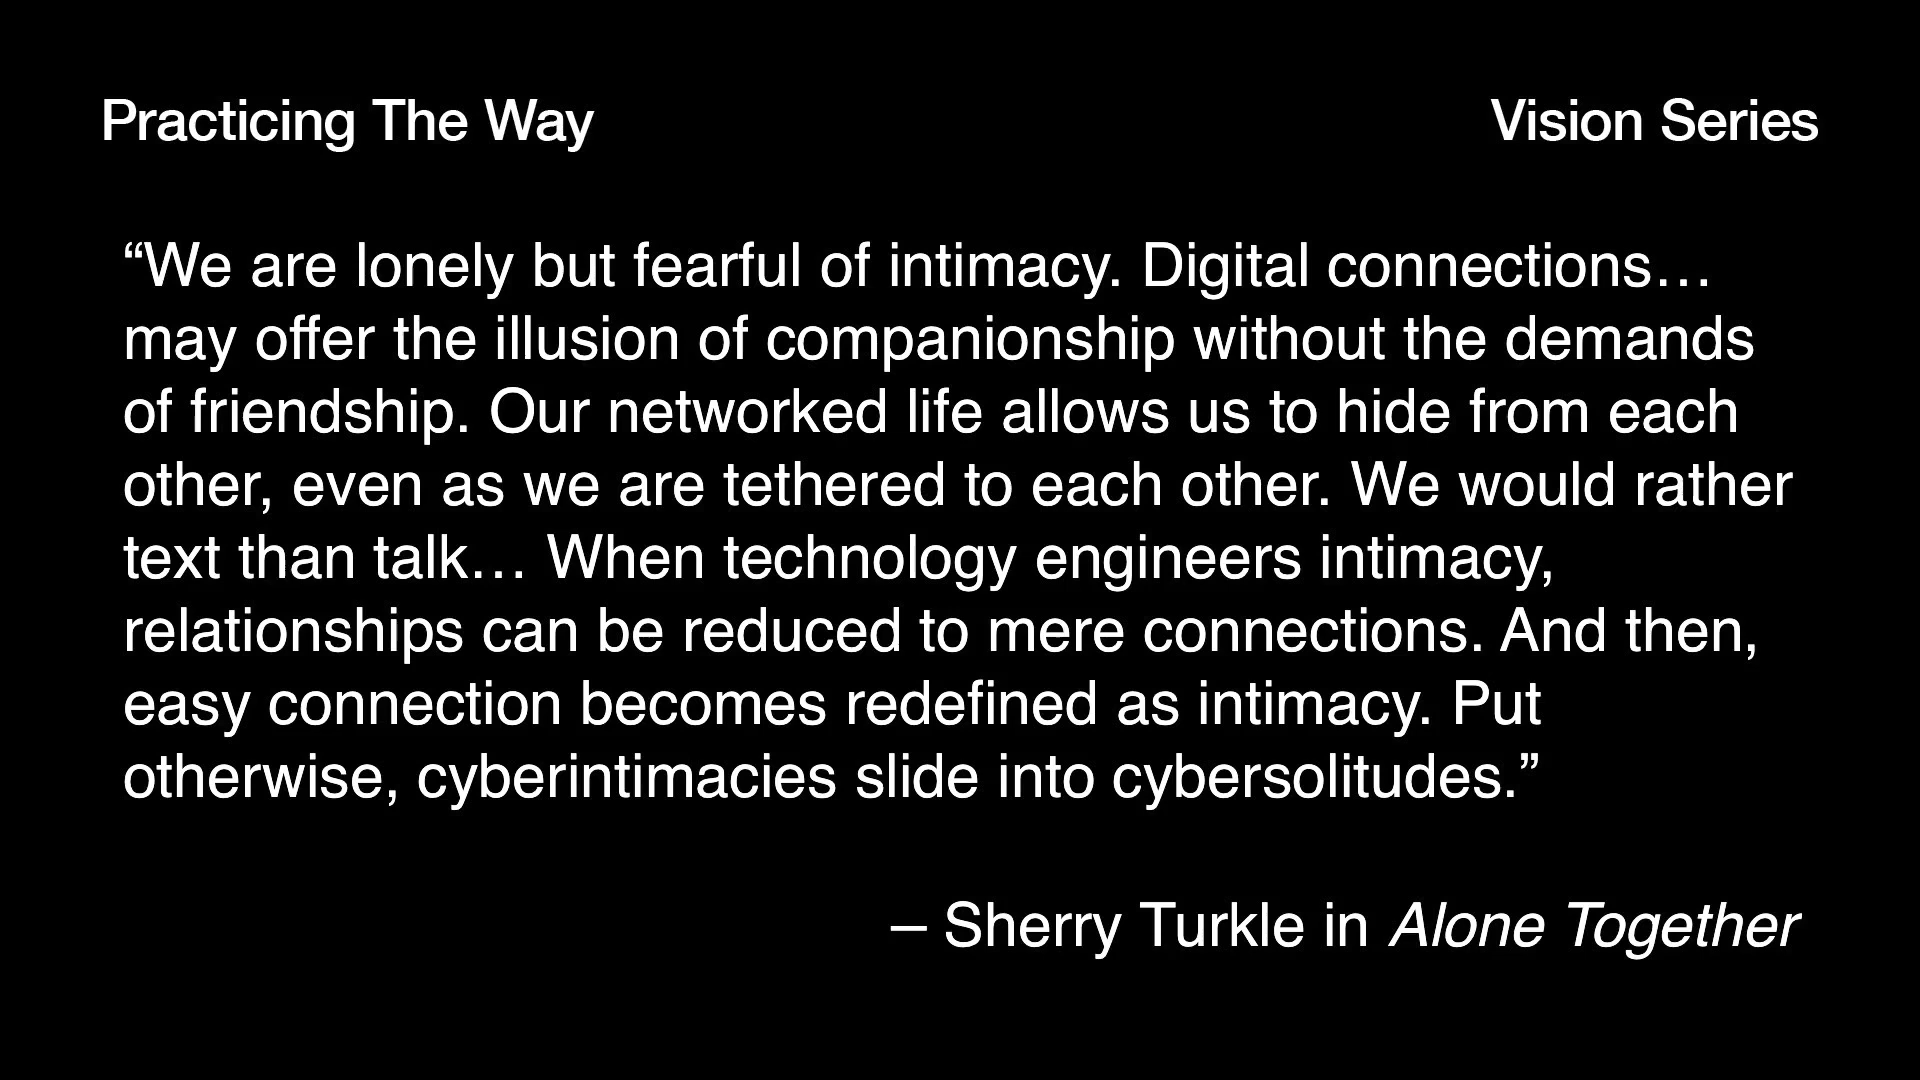 Practicing The Way
Vision Series
“We are lonely but fearful of intimacy. Digital connections…
may offer the illusion of companionship without the demands
of friendship. Our networked life allows us to hide from each
other, even as we are tethered to each other. We would rather
text than talk… When technology engineers intimacy,
relationships can be reduced to mere connections. And then,
easy connection becomes redefined as intimacy. Put
otherwise, cyberintimacies slide into cybersolitudes.”
– Sherry Turkle in Alone Together